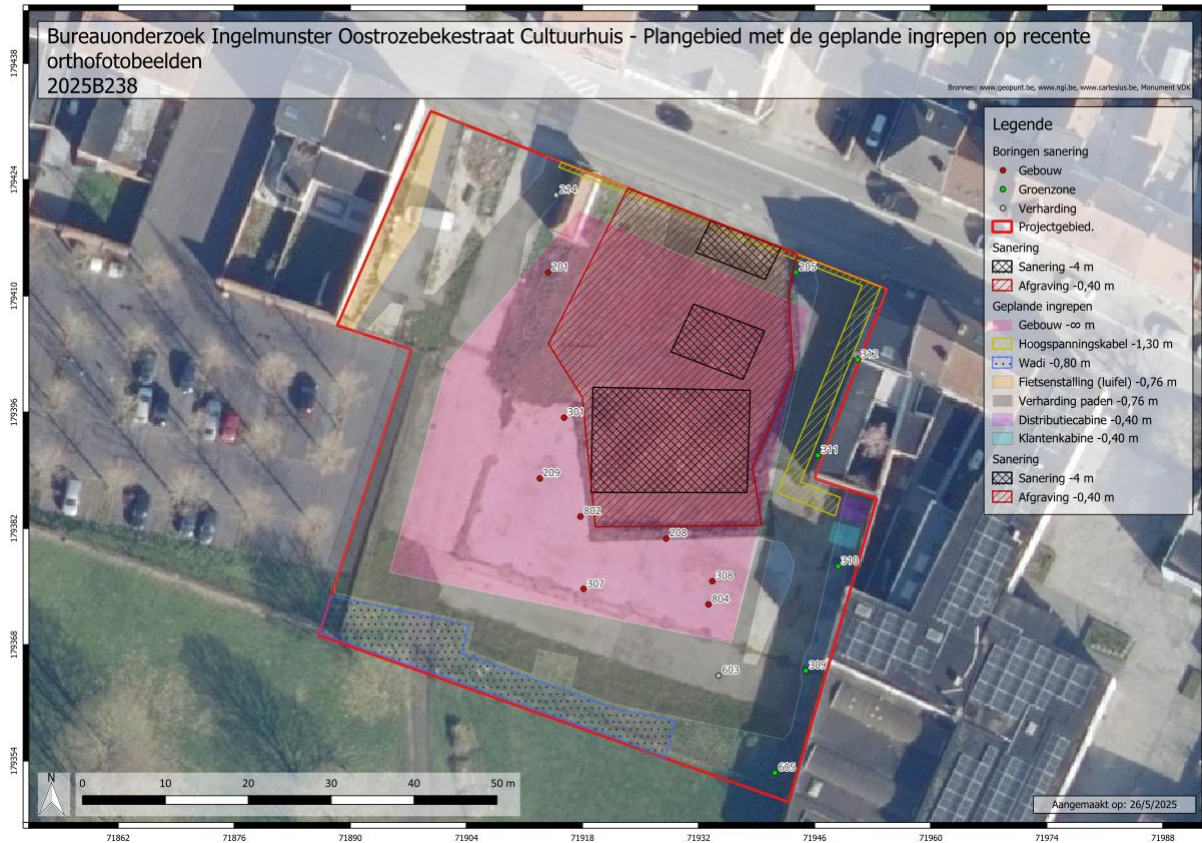 Bureauonderzoek Ingelmunster Oostrozebekestraat Cultuurhuis - Plangebied met de geplande ingrepen op recente
orthofotobeelden
2025B238
Bronnen: www.geopunt.be, www.ngi.be, www.cartesius.be, Monument VDK
Legende
Boringen sanering
Gebouw
Groenzone
Verharding
Projectgebied.
Sanering
Sanering -4 m
Afgraving -0,40 m
Geplande ingrepen
Gebouw -∞ m
Hoogspanningskabel -1,30 m
Wadi -0,80 m
Fietsenstalling (luifel) -0,76 m
Verharding paden -0,76 m
Distributiecabine -0,40 m
Klantenkabine -0,40 m
Sanering
Sanering -4 m
Afgraving -0,40 m
214
201
205
312
301
311
209
802
208
310
308
307
804
309
603
605
179438
179424
179410
179396
179382
179368
179354
N
0 10 20 30 40 50 m
Aangemaakt op: 26/5/2025
71862 71876 71890 71904 71918 71932 71946 71960 71974 71988